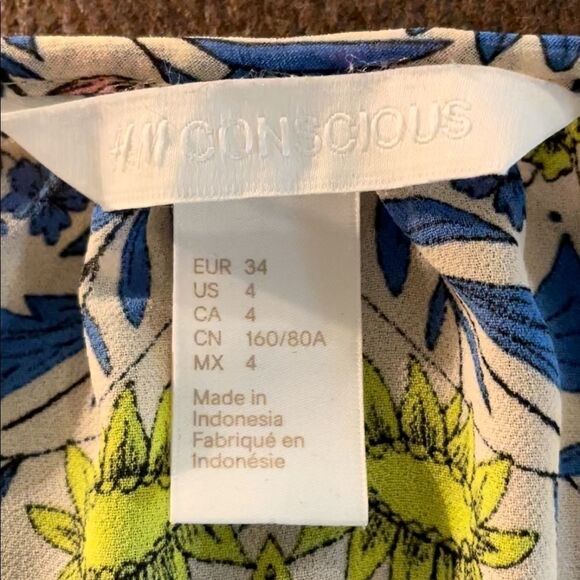 H&M CONSCIOUS
EUR 34
US 4
CA 4
CN 160/80A
MX 4
Made in
Indonesia
Fabriqué en
Indonésie